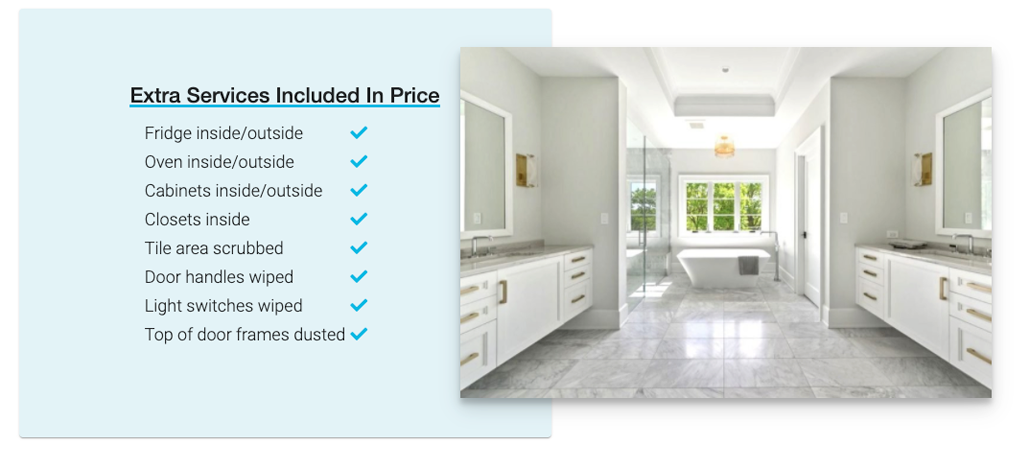 Extra Services Included In Price
Fridge inside/outside
Oven inside/outside
Cabinets inside/outside
Closets inside
Tile area scrubbed
Door handles wiped
Light switches wiped
Top of door frames dusted